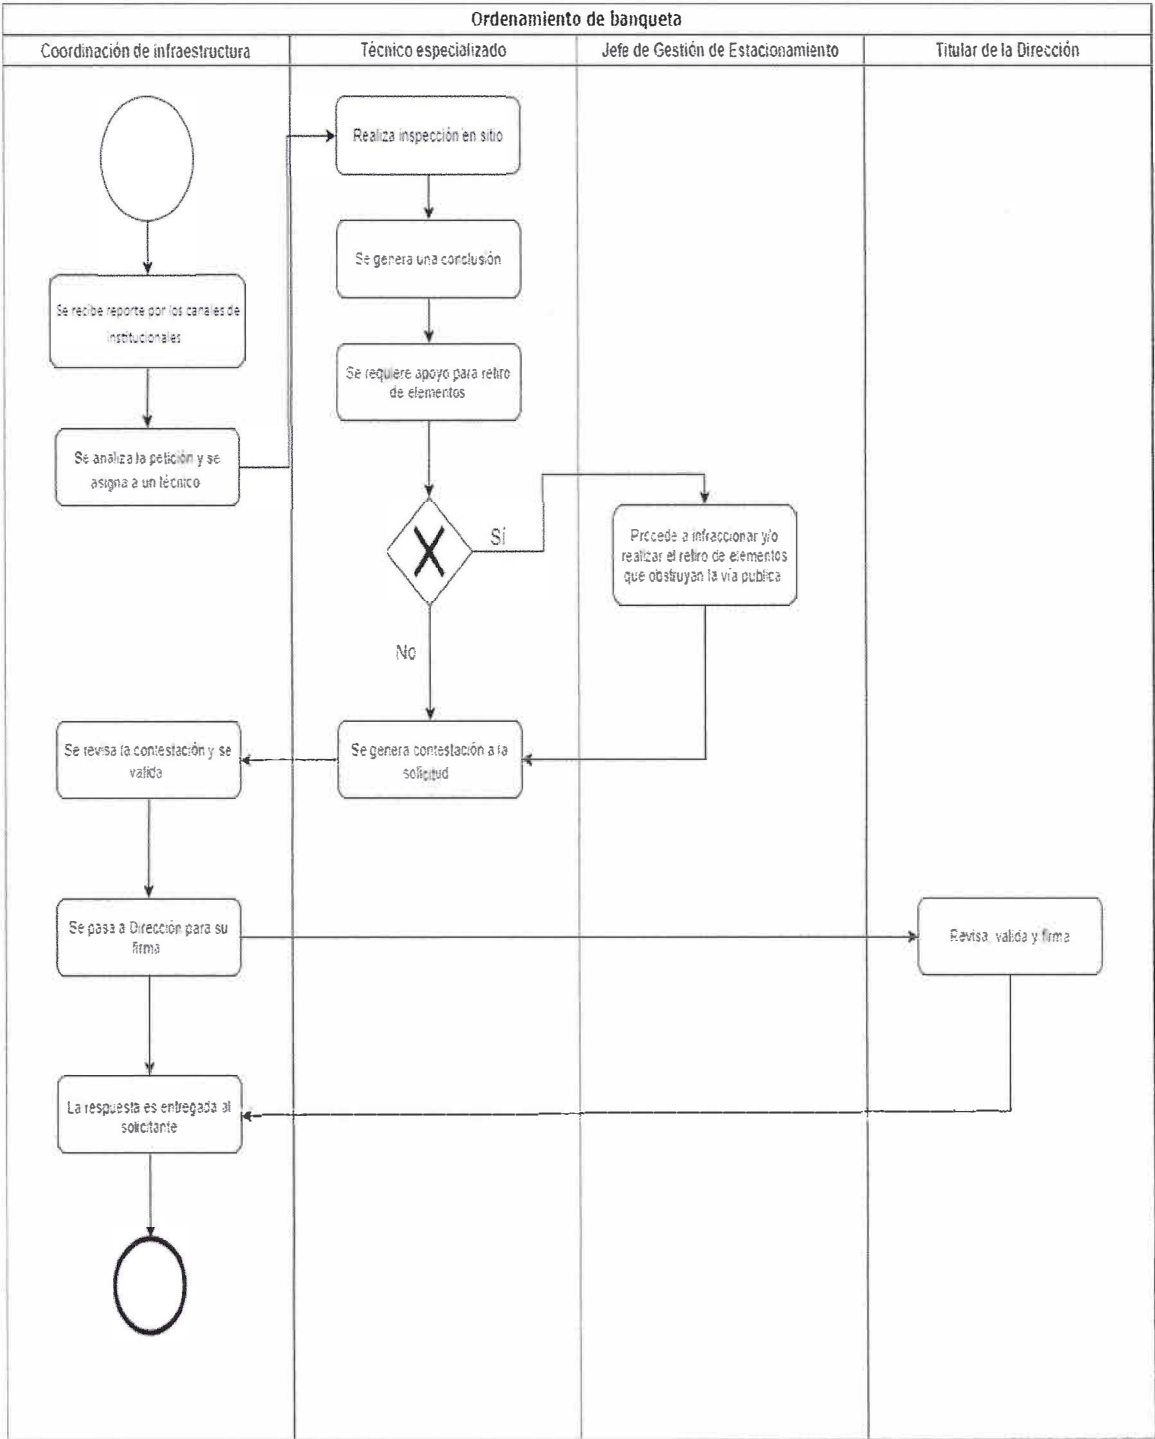 Ordenamiento de banqueta
Coordinación de infraestructura
Técnico especializado
Jefe de Gestión de Estacionamiento
Titular de la Dirección
Realiza inspección en sitio
Se genera una conclusión
Se recibe reporte por los canales de
institucionales
Se requiere apoyo para retiro
de elementos
Se analiza la petición y se
asigna a un técnico
Sí
Procede a infraccionar y/o
realizar el retiro de elementos
que obstruyan la vía publica
No
Se revisa la contestación y se
valida
Se genera contestación a la
solicitud
Se pasa a Dirección para su
firma
Revisa, valida y firma
La respuesta es entregada al
solicitante